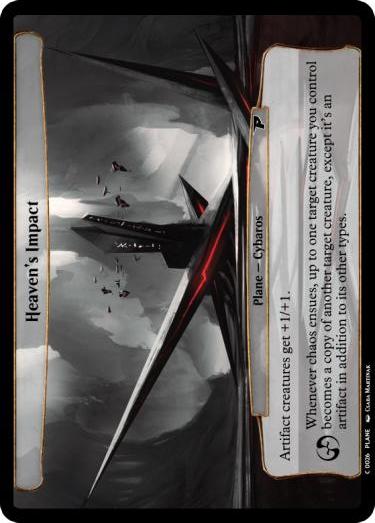 Heaven's Impact
Plane – Cybaros
P
Artifact creatures get +1/+1.
Whenever chaos ensues, up to one target creature you control
becomes a copy of another target creature, except it's an
artifact in addition to its other types.
C 0026 PLANE Clara Martinak